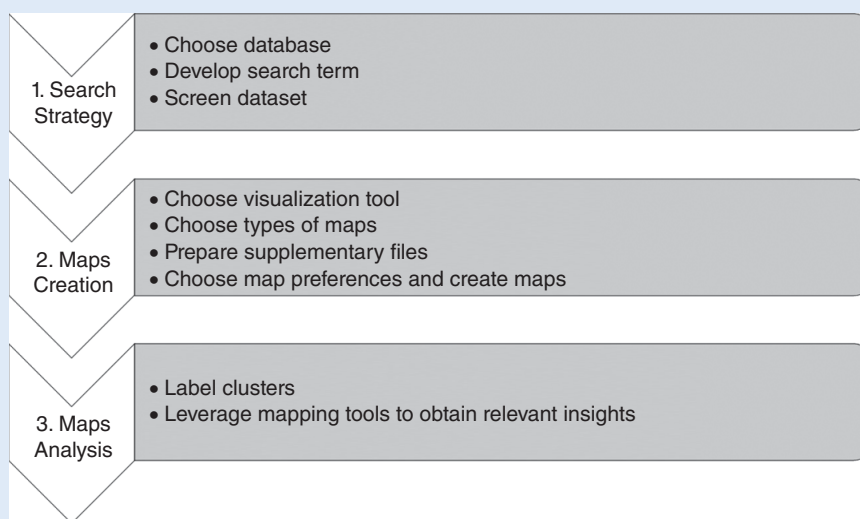 1. Search
Strategy
• Choose database
• Develop search term
• Screen dataset
2. Maps
Creation
• Choose visualization tool
• Choose types of maps
• Prepare supplementary files
• Choose map preferences and create maps
3. Maps
Analysis
• Label clusters
• Leverage mapping tools to obtain relevant insights